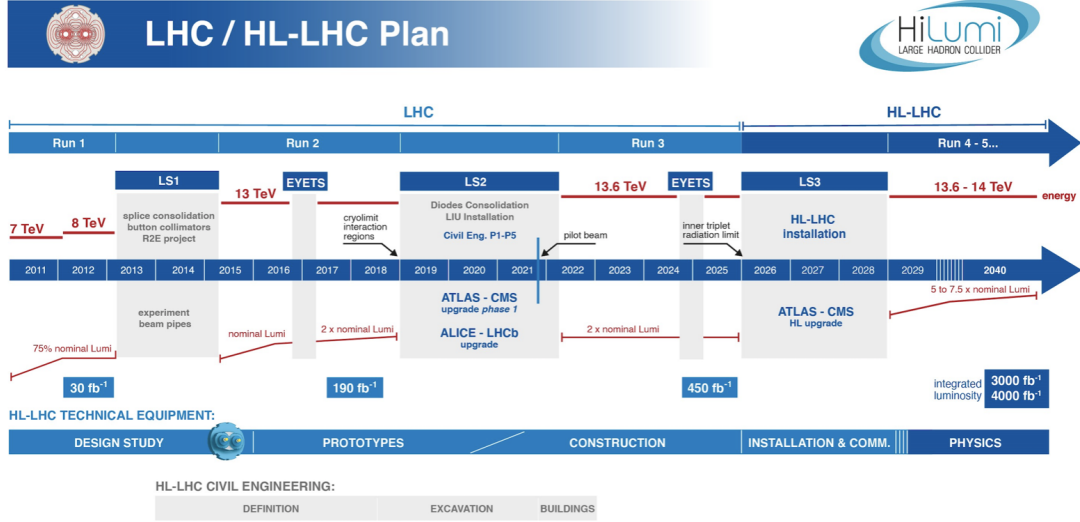 LHC / HL-LHC Plan
HiLumi
LARGE HADRON COLLIDER
LHC
HL-LHC
Run 1
Run 2
Run 3
Run 4 - 5...
LS1
EYETS
LS2
EYETS
LS3
13 TeV
13.6 TeV
13.6 - 14 TeV
energy
7 TeV
8 TeV
splice consolidation
button collimators
R2E project
cryolimit
interaction
regions
Diodes Consolidation
LIU Installation
Civil Eng. P1-P5
pilot beam
inner triplet
radiation limit
HL-LHC
installation
2011
2012
2013
2014
2015
2016
2017
2018
2019
2020
2021
2022
2023
2024
2025
2026
2027
2028
2029
2040
experiment
beam pipes
ATLAS - CMS
upgrade phase 1
ALICE - LHCb
upgrade
ATLAS - CMS
HL upgrade
5 to 7.5 x nominal Lumi
75% nominal Lumi
nominal Lumi
2 x nominal Lumi
2 x nominal Lumi
30 fb⁻¹
190 fb⁻¹
450 fb⁻¹
integrated
luminosity
3000 fb⁻¹
4000 fb⁻¹
HL-LHC TECHNICAL EQUIPMENT:
DESIGN STUDY
PROTOTYPES
CONSTRUCTION
INSTALLATION & COMM.
PHYSICS
HL-LHC CIVIL ENGINEERING:
DEFINITION
EXCAVATION
BUILDINGS